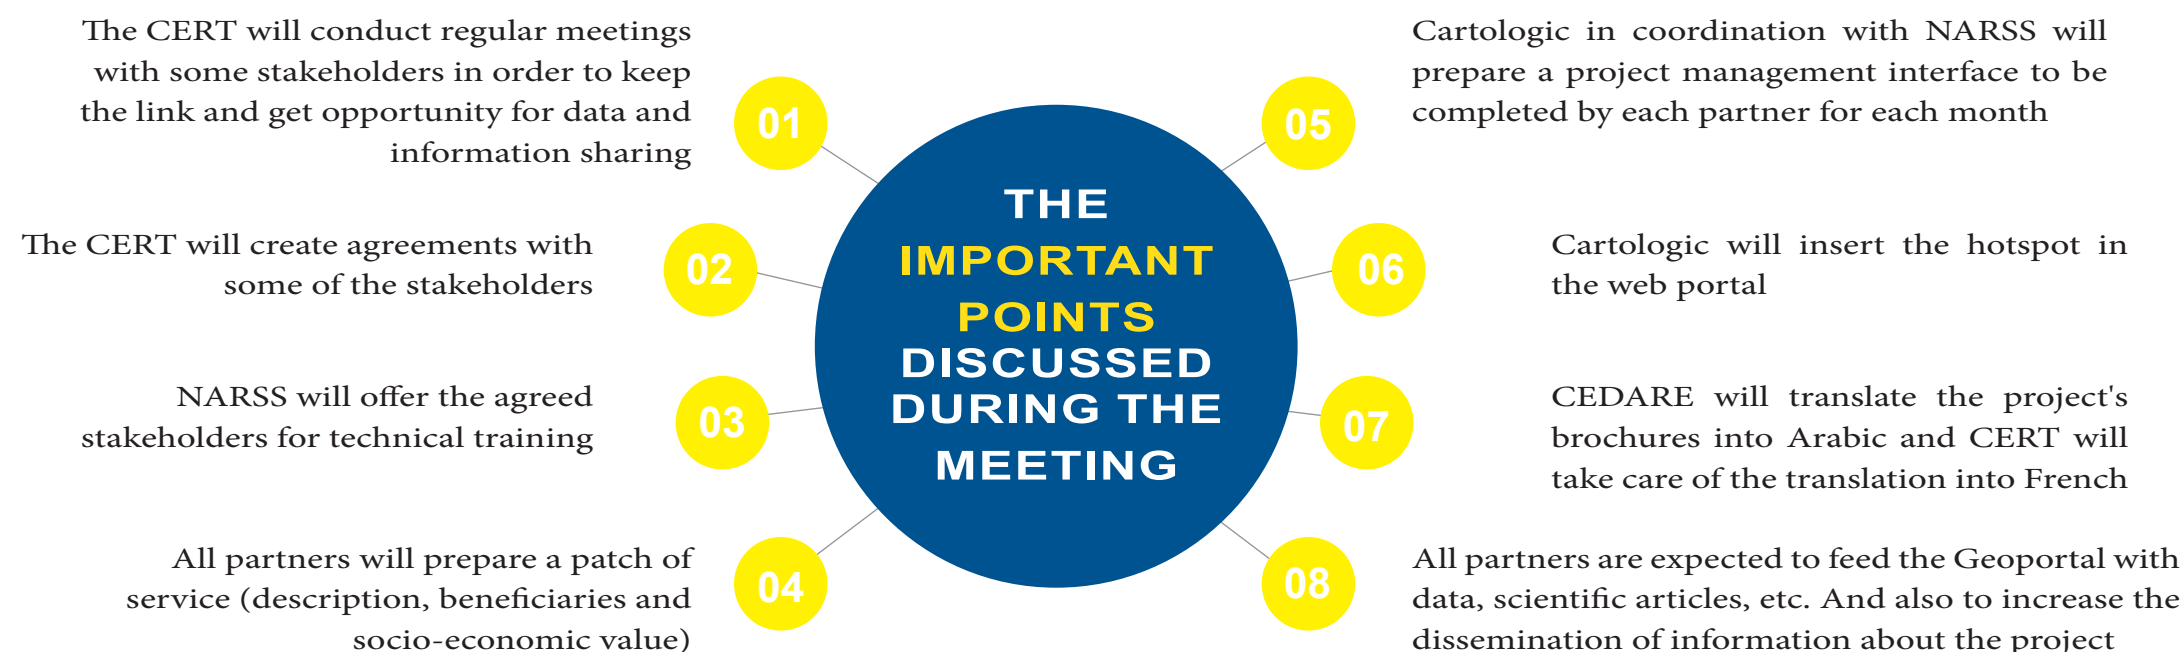 The CERT will conduct regular meetings
with some stakeholders in order to keep
the link and get opportunity for data and
information sharing
01
The CERT will create agreements with
some of the stakeholders
02
NARSS will offer the agreed
stakeholders for technical training
03
All partners will prepare a patch of
service (description, beneficiaries and
socio-economic value)
04
THE
IMPORTANT
POINTS
DISCUSSED
DURING THE
MEETING
05
Cartologic in coordination with NARSS will
prepare a project management interface to be
completed by each partner for each month
06
Cartologic will insert the hotspot in
the web portal
07
CEDARE will translate the project's
brochures into Arabic and CERT will
take care of the translation into French
08
All partners are expected to feed the Geoportal with
data, scientific articles, etc. And also to increase the
dissemination of information about the project